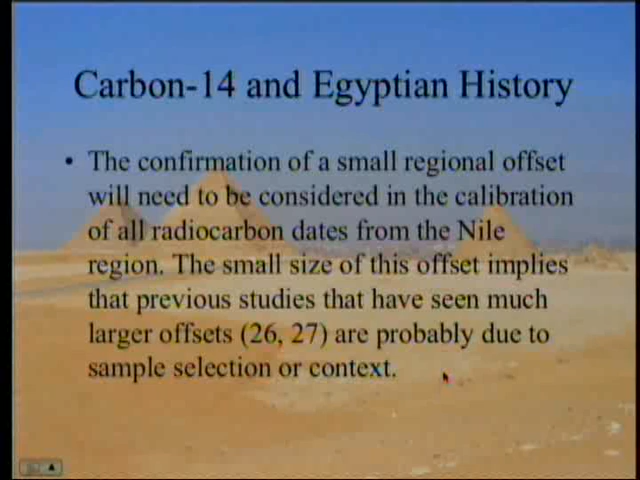 Carbon-14 and Egyptian History
• The confirmation of a small regional offset
will need to be considered in the calibration
of all radiocarbon dates from the Nile
region. The small size of this offset implies
that previous studies that have seen much
larger offsets (26, 27) are probably due to
sample selection or context.